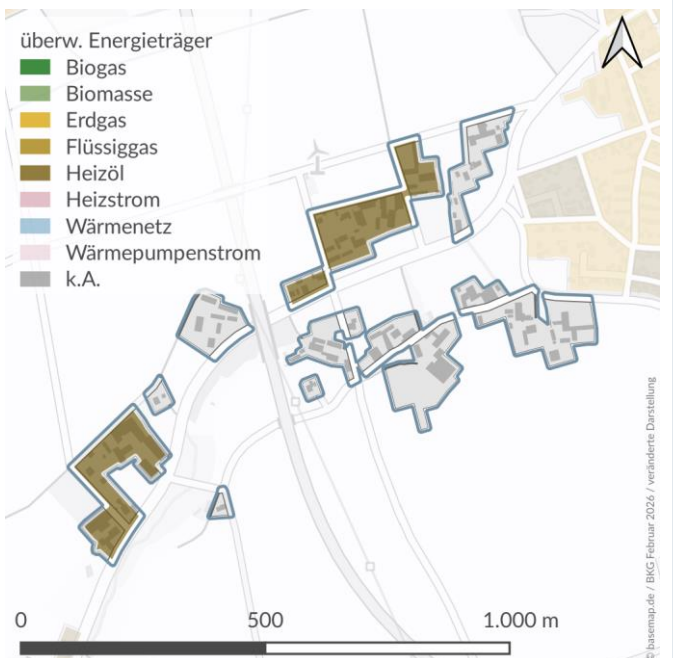 überw. Energieträger
Biogas
Biomasse
Erdgas
Flüssiggas
Heizöl
Heizstrom
Wärmenetz
Wärmepumpenstrom
k.A.
0 500 1.000 m
© basemap.de / BKG Februar 2026 / veränderte Darstellung